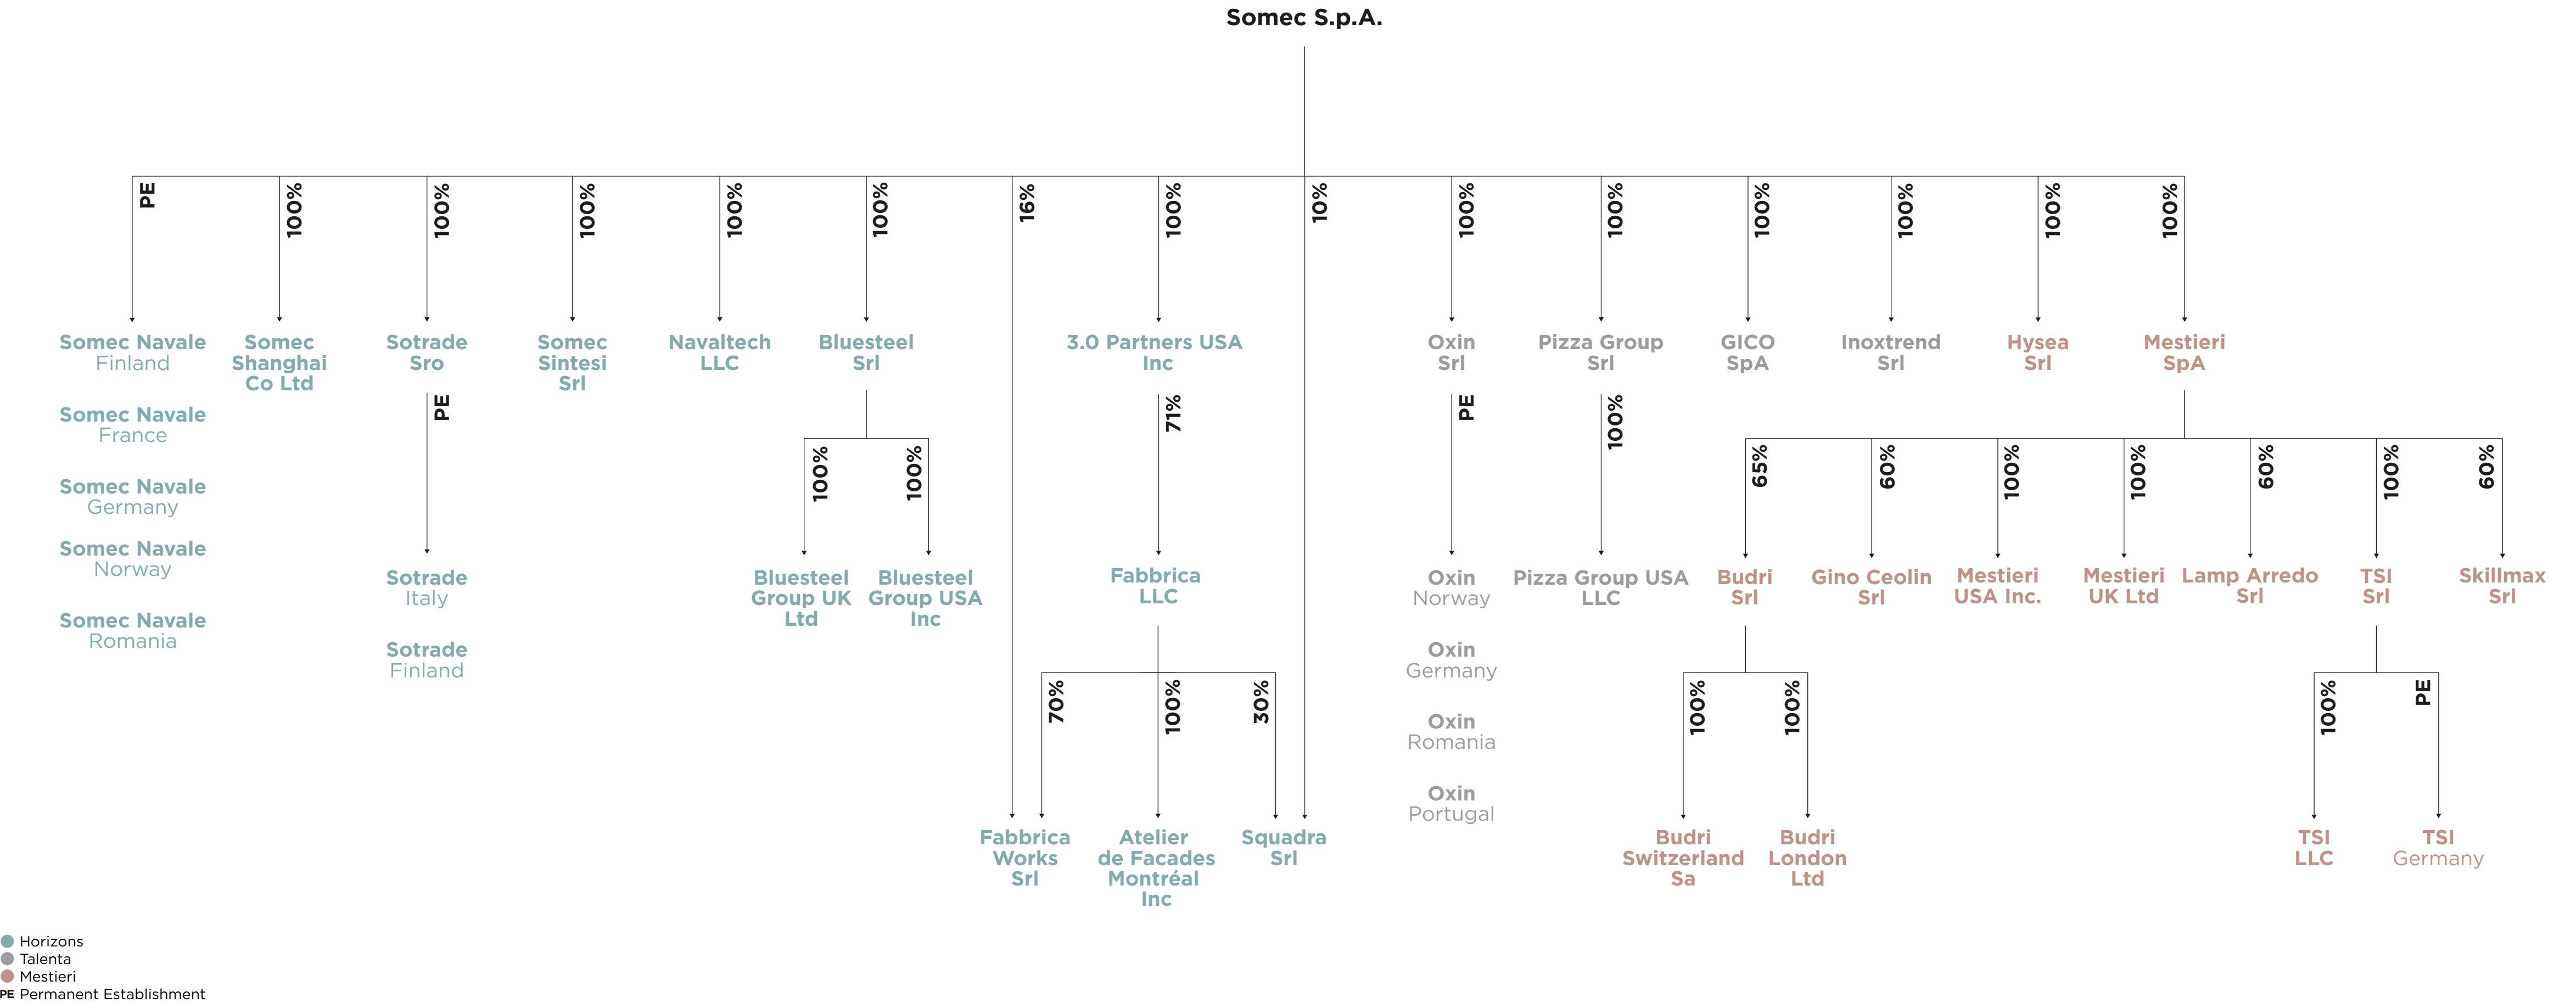 Somec S.p.A.
PE
100%
100%
100%
100%
100%
16%
100%
10%
100%
100%
100%
100%
100%
100%
Somec Navale
Finland
Somec
Shanghai
Co Ltd
Sotrade
Sro
Somec
Sintesi
Srl
Navaltech
LLC
Bluesteel
Srl
3.0 Partners USA
Inc
Oxin
Srl
Pizza Group
Srl
GICO
SpA
Inoxtrend
Srl
Hysea
Srl
Mestieri
SpA
Somec Navale
France
Somec Navale
Germany
Somec Navale
Norway
Somec Navale
Romania
PE
71%
PE
100%
100%
100%
65%
60%
100%
100%
60%
100%
60%
Sotrade
Italy
Sotrade
Finland
Bluesteel
Group UK
Ltd
Bluesteel
Group USA
Inc
Fabbrica
LLC
Oxin
Norway
Oxin
Germany
Oxin
Romania
Oxin
Portugal
Pizza Group USA
LLC
Budri
Srl
Gino Ceolin
Srl
Mestieri
USA Inc.
Mestieri
UK Ltd
Lamp Arredo
Srl
TSI
Srl
Skillmax
Srl
70%
100%
30%
100%
100%
100%
PE
Fabbrica
Works
Srl
Atelier
de Facades
Montréal
Inc
Squadra
Srl
Budri
Switzerland
Sa
Budri
London
Ltd
TSI
LLC
TSI
Germany
Horizons
Talenta
Mestieri
PE Permanent Establishment